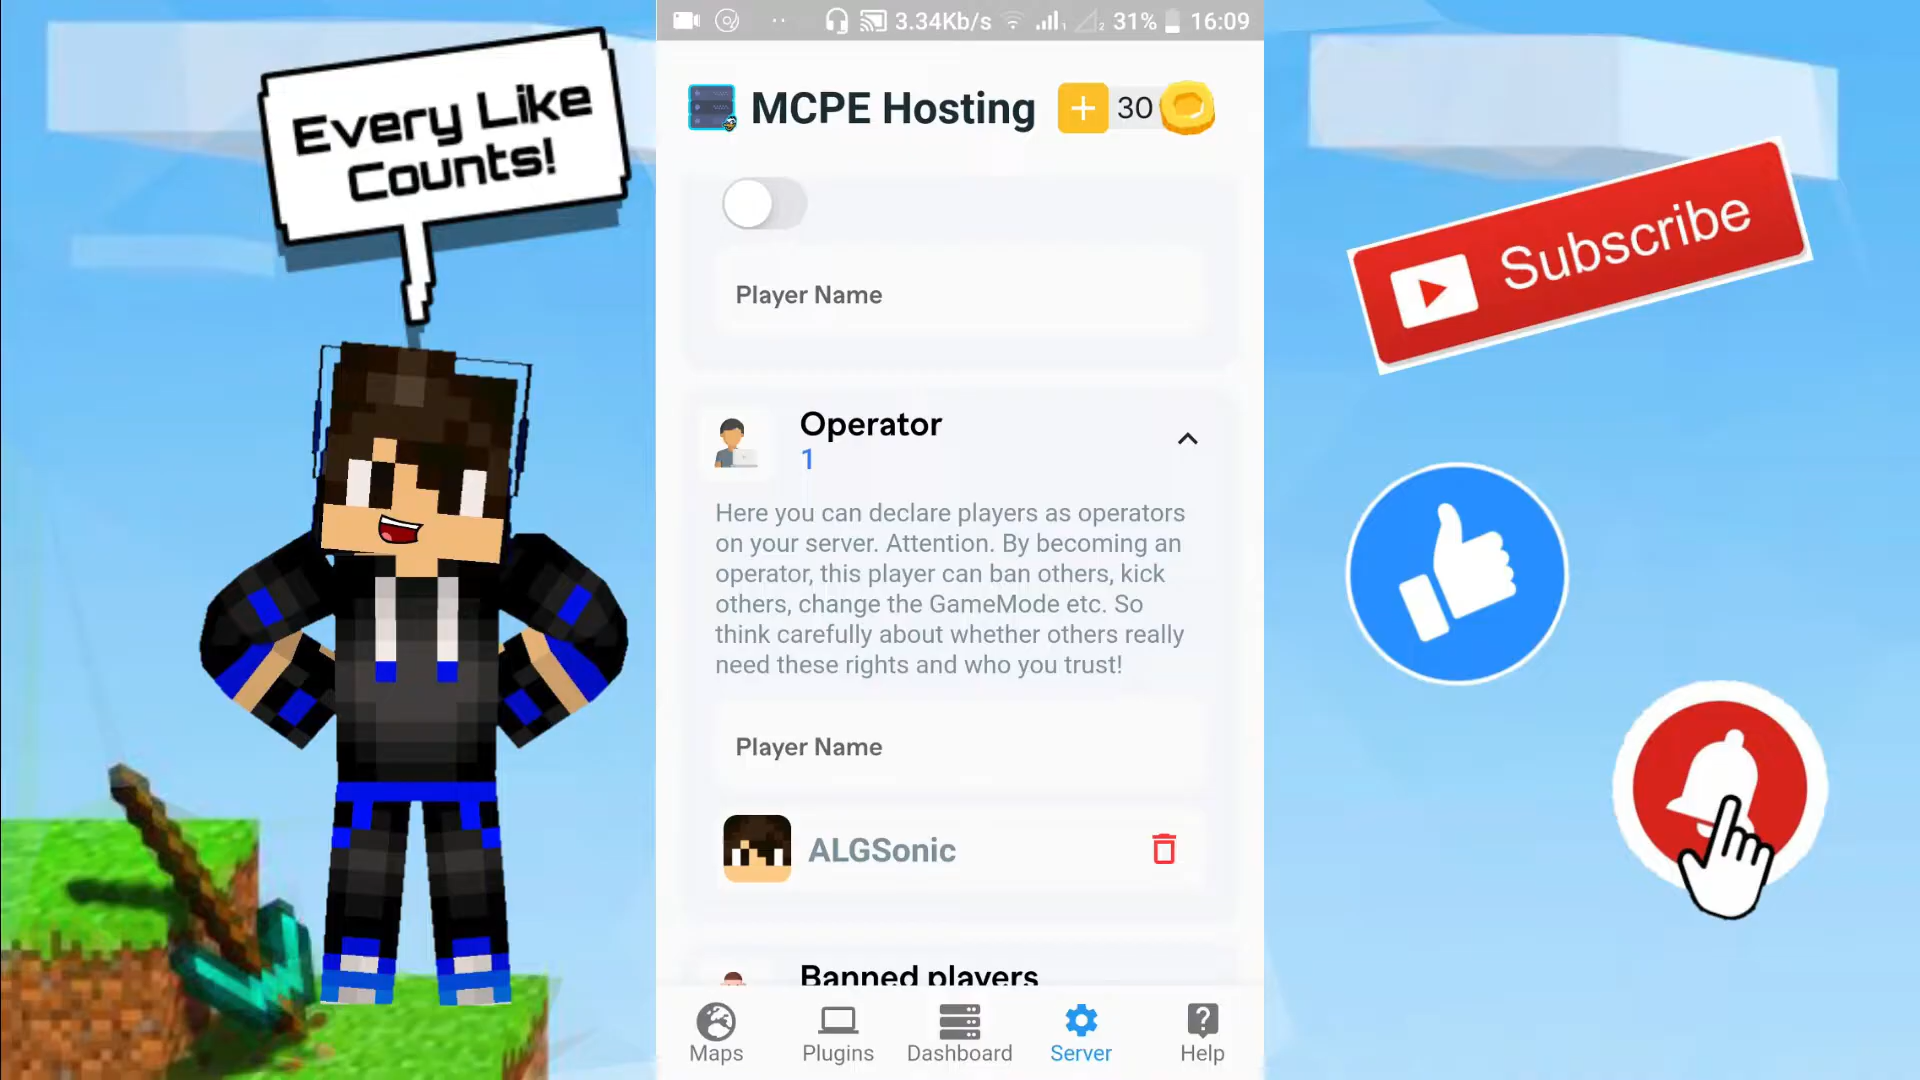 Every Like
Counts!
3.34Kb/s
1
2
31%
16:09
MCPE Hosting
30
Player Name
Operator
1
Here you can declare players as operators
on your server. Attention. By becoming an
operator, this player can ban others, kick
others, change the GameMode etc. So
think carefully about whether others really
need these rights and who you trust!
Player Name
ALGSonic
Banned players
Maps
Plugins
Dashboard
Server
Help
Subscribe